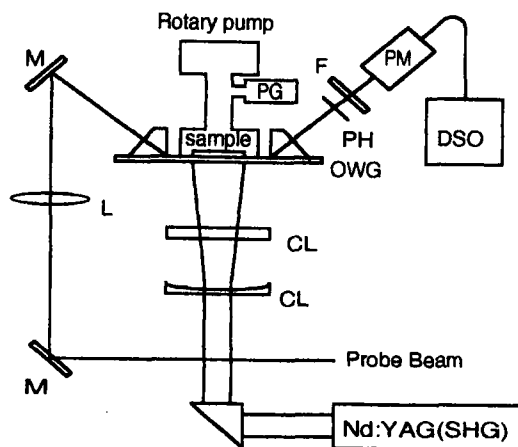 Rotary pump
M
F
PM
PG
PH
DSO
sample
OWG
L
CL
CL
M
Probe Beam
Nd:YAG(SHG)